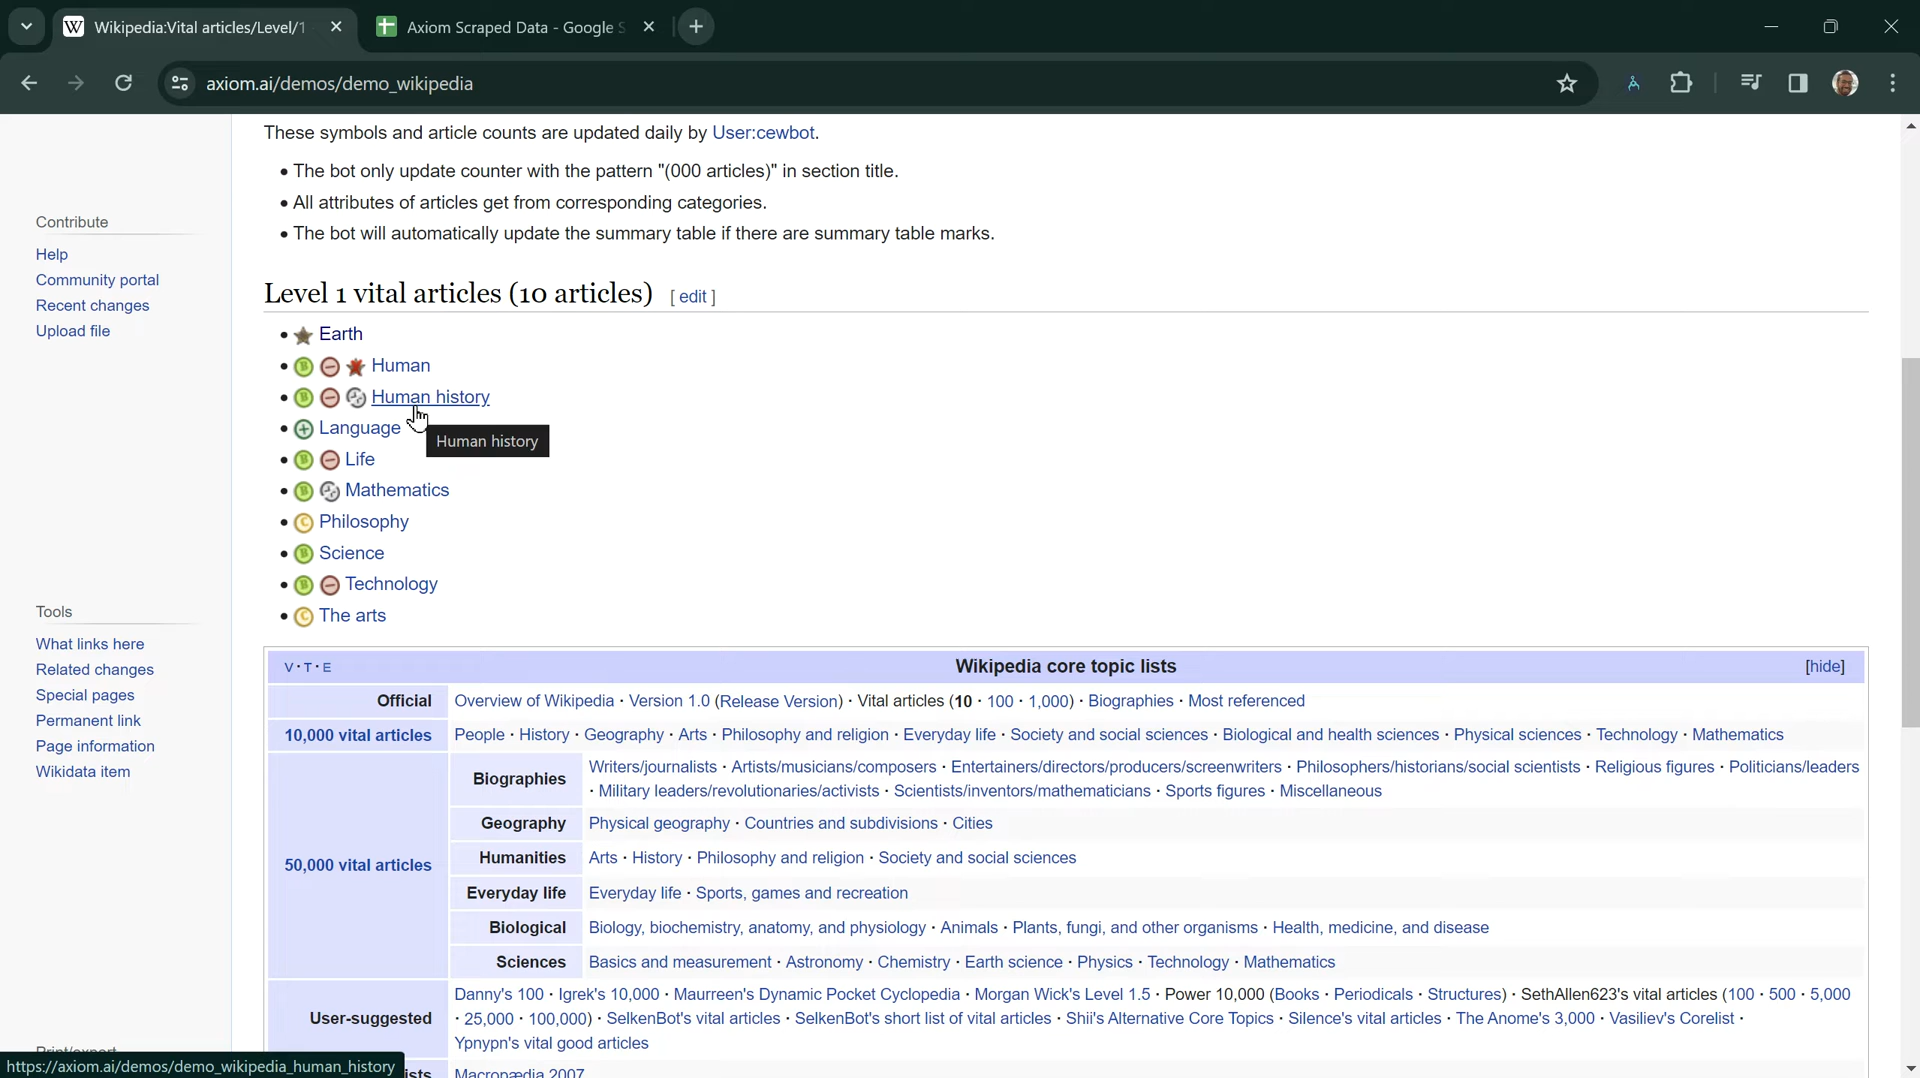 Wikipedia:Vital articles/Level/1
Axiom Scraped Data - Google S
axiom.ai/demos/demo_wikipedia
These symbols and article counts are updated daily by User:cewbot.
• The bot only update counter with the pattern "(000 articles)" in section title.
• All attributes of articles get from corresponding categories.
• The bot will automatically update the summary table if there are summary table marks.
Contribute
Help
Community portal
Recent changes
Upload file
Level 1 vital articles (10 articles) [ edit ]
• Earth
• Human
• Human history
• Language
Human history
• Life
• Mathematics
• Philosophy
• Science
• Technology
• The arts
Tools
What links here
Related changes
Special pages
Permanent link
Page information
Wikidata item
V · T · E Wikipedia core topic lists [hide]
Official Overview of Wikipedia · Version 1.0 (Release Version) · Vital articles (10 · 100 · 1,000) · Biographies · Most referenced
10,000 vital articles People · History · Geography · Arts · Philosophy and religion · Everyday life · Society and social sciences · Biological and health sciences · Physical sciences · Technology · Mathematics
50,000 vital articles
Biographies Writers/journalists · Artists/musicians/composers · Entertainers/directors/producers/screenwriters · Philosophers/historians/social scientists · Religious figures · Politicians/leaders
· Military leaders/revolutionaries/activists · Scientists/inventors/mathematicians · Sports figures · Miscellaneous
Geography Physical geography · Countries and subdivisions · Cities
Humanities Arts · History · Philosophy and religion · Society and social sciences
Everyday life Everyday life · Sports, games and recreation
Biological Biology, biochemistry, anatomy, and physiology · Animals · Plants, fungi, and other organisms · Health, medicine, and disease
Sciences Basics and measurement · Astronomy · Chemistry · Earth science · Physics · Technology · Mathematics
User-suggested Danny's 100 · Igrek's 10,000 · Maurreen's Dynamic Pocket Cyclopedia · Morgan Wick's Level 1.5 · Power 10,000 (Books · Periodicals · Structures) · SethAllen623's vital articles (100 · 500 · 5,000
· 25,000 · 100,000) · SelkenBot's vital articles · SelkenBot's short list of vital articles · Shii's Alternative Core Topics · Silence's vital articles · The Anome's 3,000 · Vasiliev's Corelist ·
Ypnypn's vital good articles
https://axiom.ai/demos/demo_wikipedia_human_history
Macropædia 2007